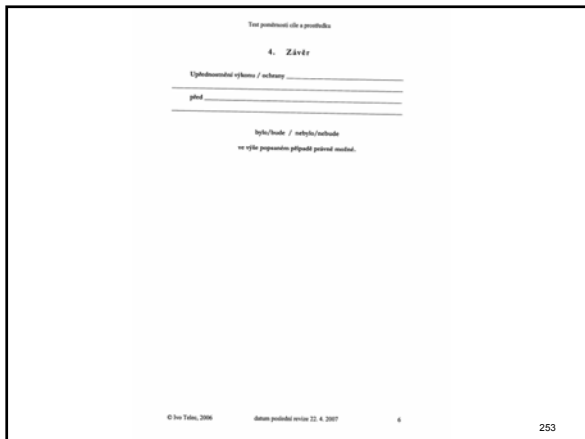 Test poměrnosti cíle a prostředku
4. Závěr
Upřednostnění výkonu / ochrany
před
bylo/bude / nebylo/nebude
ve výše popsaném případě právně možné.
© Ivo Telec, 2006 datum poslední revize 22. 4. 2007 6
253